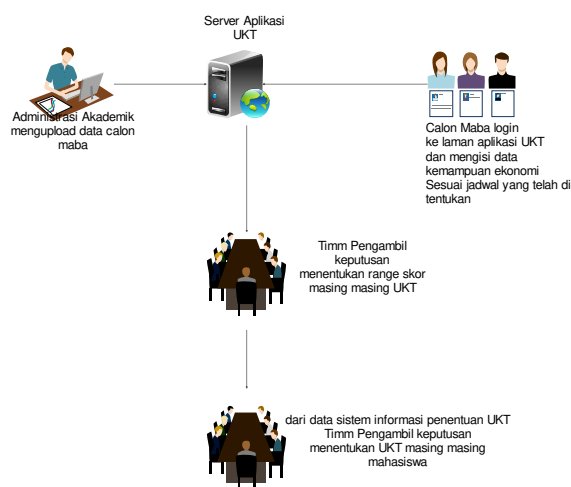 Server Aplikasi
UKT
Administrasi Akademik
mengupload data calon
maba
Calon Maba login
ke laman aplikasi UKT
dan mengisi data
kemampuan ekonomi
Sesuai jadwal yang telah di
tentukan
Timm Pengambil
keputusan
menentukan range skor
masing masing UKT
dari data sistem informasi penentuan UKT
Timm Pengambil keputusan
menentukan UKT masing masing
mahasiswa